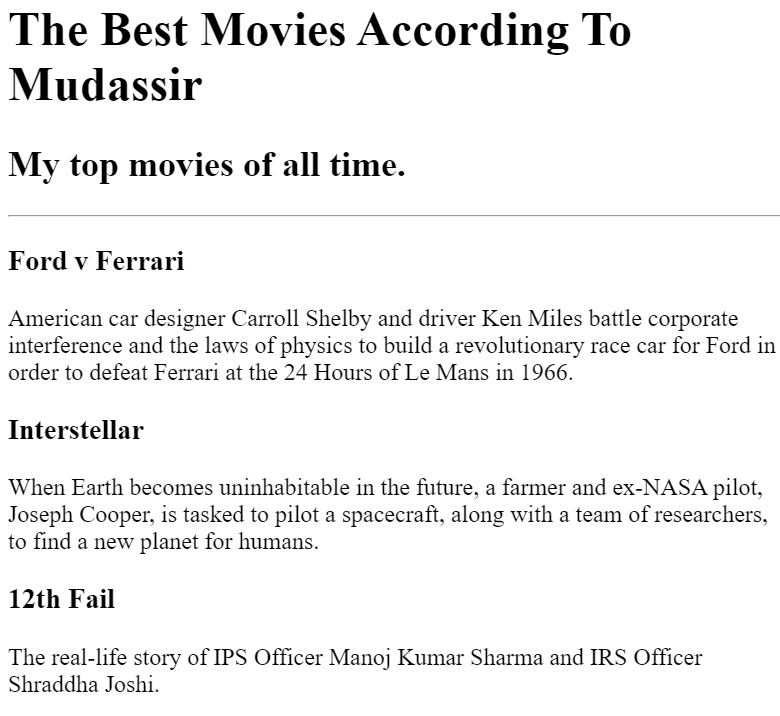 The Best Movies According To
Mudassir
My top movies of all time.
Ford v Ferrari
American car designer Carroll Shelby and driver Ken Miles battle corporate
interference and the laws of physics to build a revolutionary race car for Ford in
order to defeat Ferrari at the 24 Hours of Le Mans in 1966.
Interstellar
When Earth becomes uninhabitable in the future, a farmer and ex-NASA pilot,
Joseph Cooper, is tasked to pilot a spacecraft, along with a team of researchers,
to find a new planet for humans.
12th Fail
The real-life story of IPS Officer Manoj Kumar Sharma and IRS Officer
Shraddha Joshi.